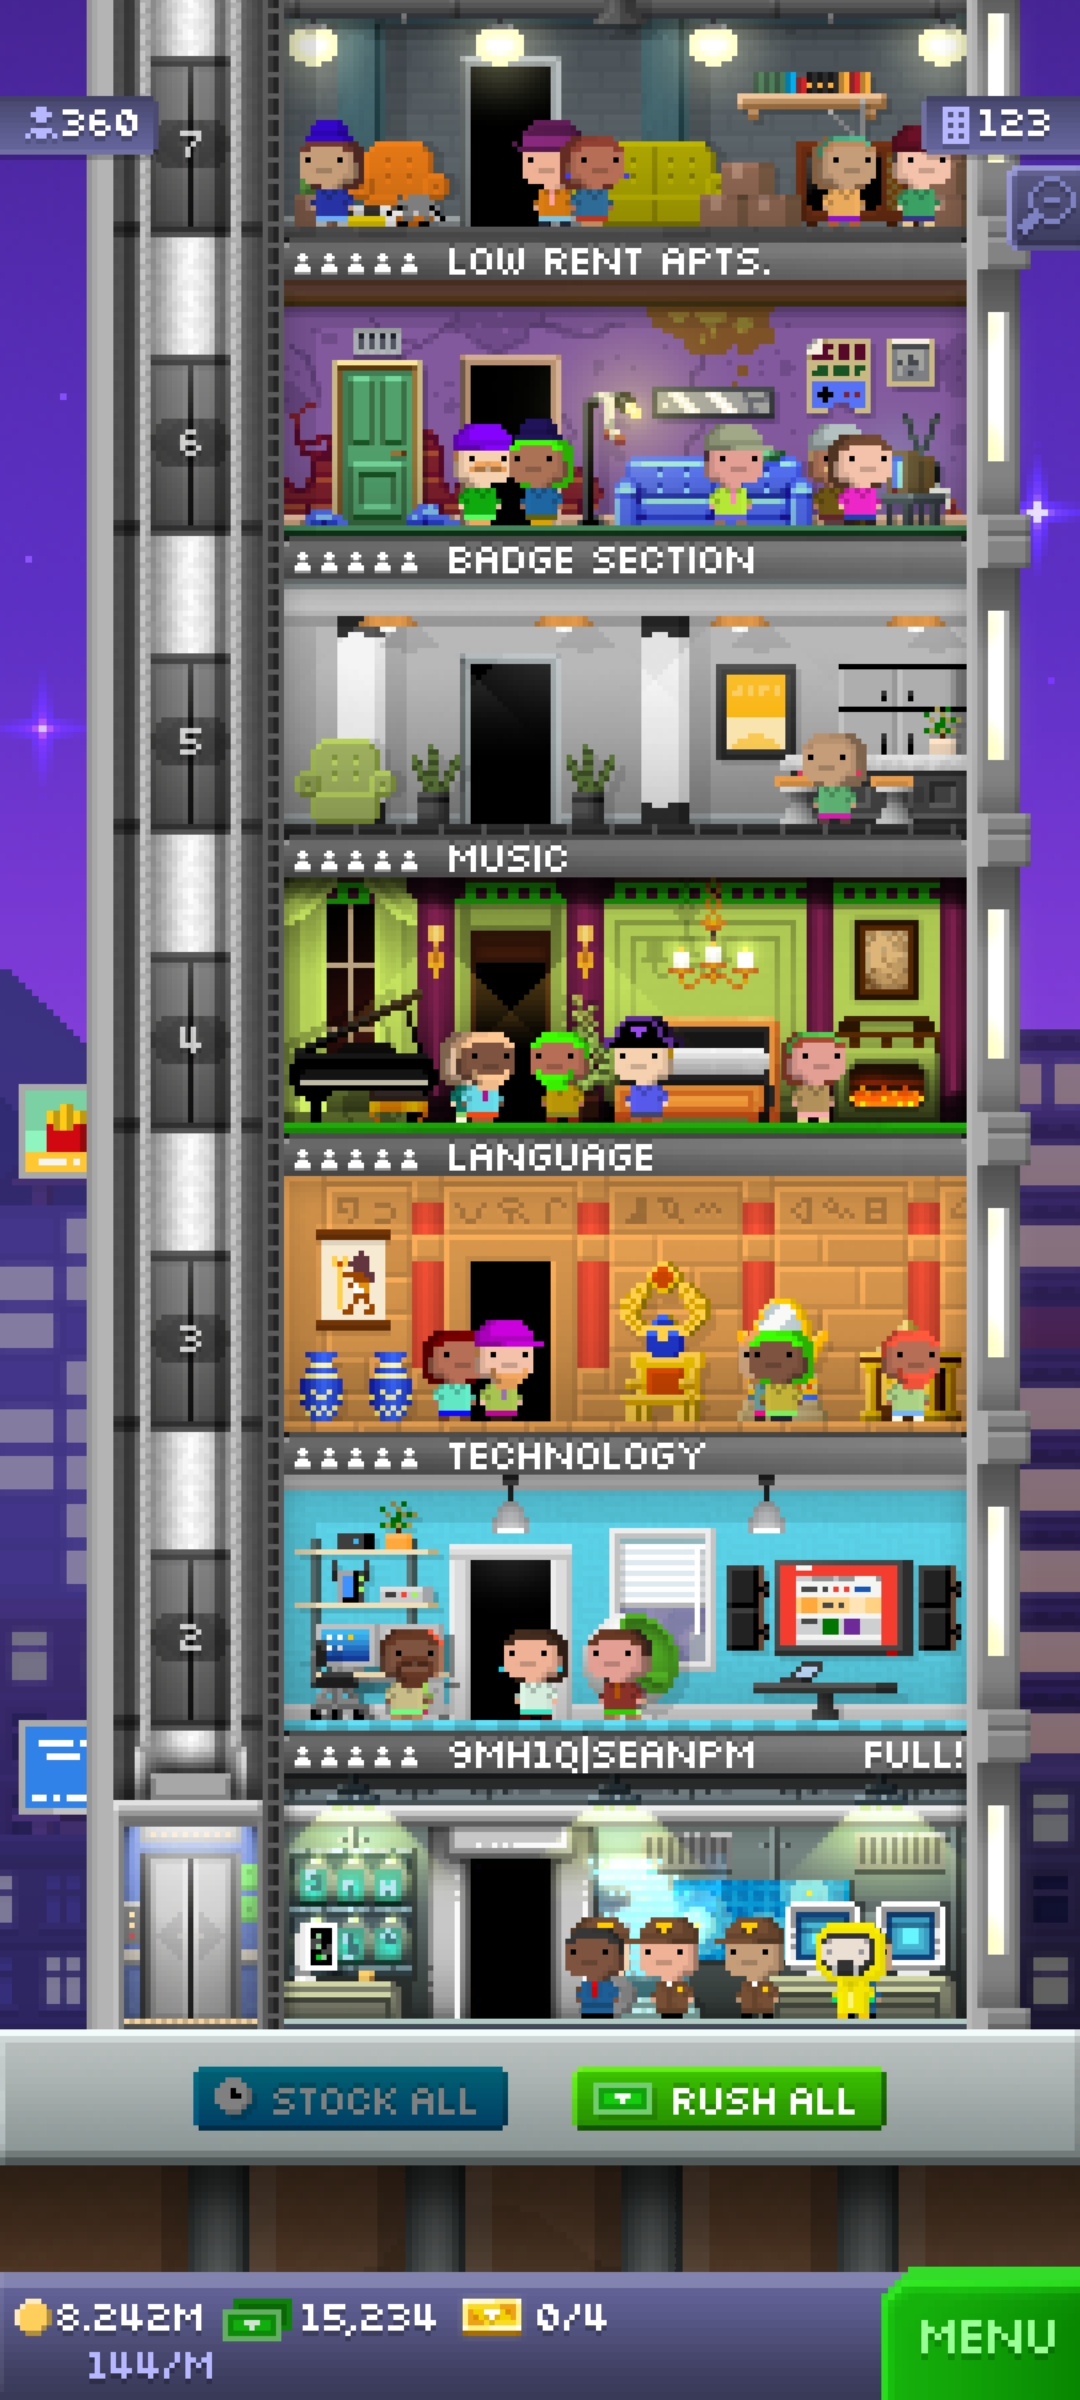 7
360
123
LOW RENT APTS.
6
BADGE SECTION
5
MUSIC
4
LANGUAGE
3
TECHNOLOGY
2
9MH1Q|SEANPM FULL!
STOCK ALL
RUSH ALL
8.242M 15,234 0/4
144/M
MENU